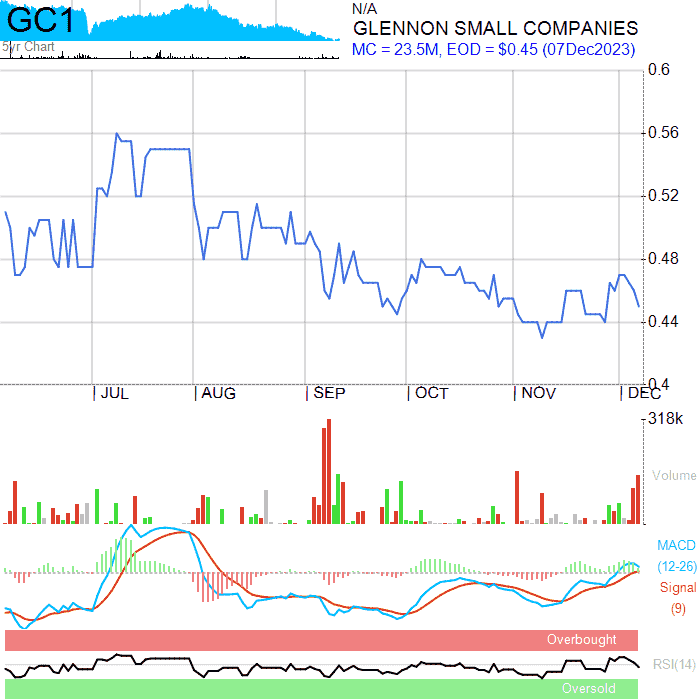 GC1
5yr Chart
N/A
GLENNON SMALL COMPANIES
MC = 23.5M, EOD = $0.45 (07Dec2023)
0.6
0.56
0.52
0.48
0.44
0.4
JUL AUG SEP OCT NOV DEC
318k
Volume
MACD
(12-26)
Signal
(9)
Overbought
RSI(14)
Oversold